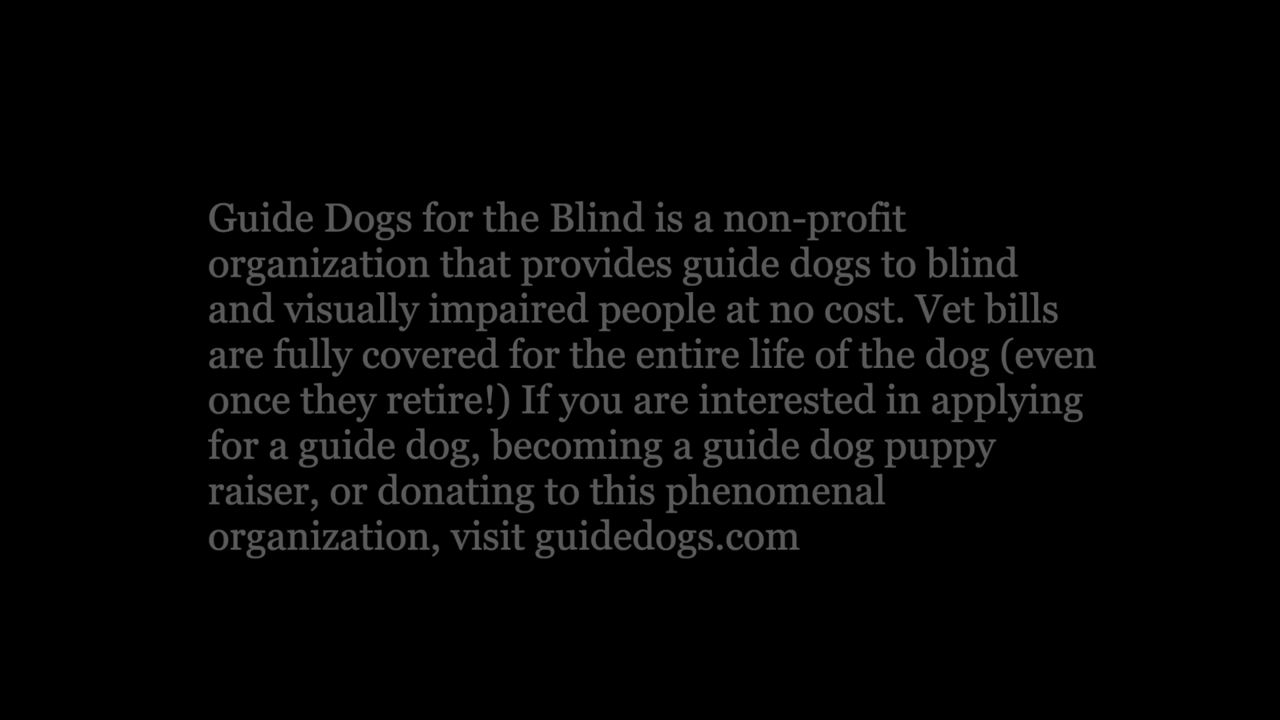 Guide Dogs for the Blind is a non-profit
organization that provides guide dogs to blind
and visually impaired people at no cost. Vet bills
are fully covered for the entire life of the dog (even
once they retire!) If you are interested in applying
for a guide dog, becoming a guide dog puppy
raiser, or donating to this phenomenal
organization, visit guidedogs.com